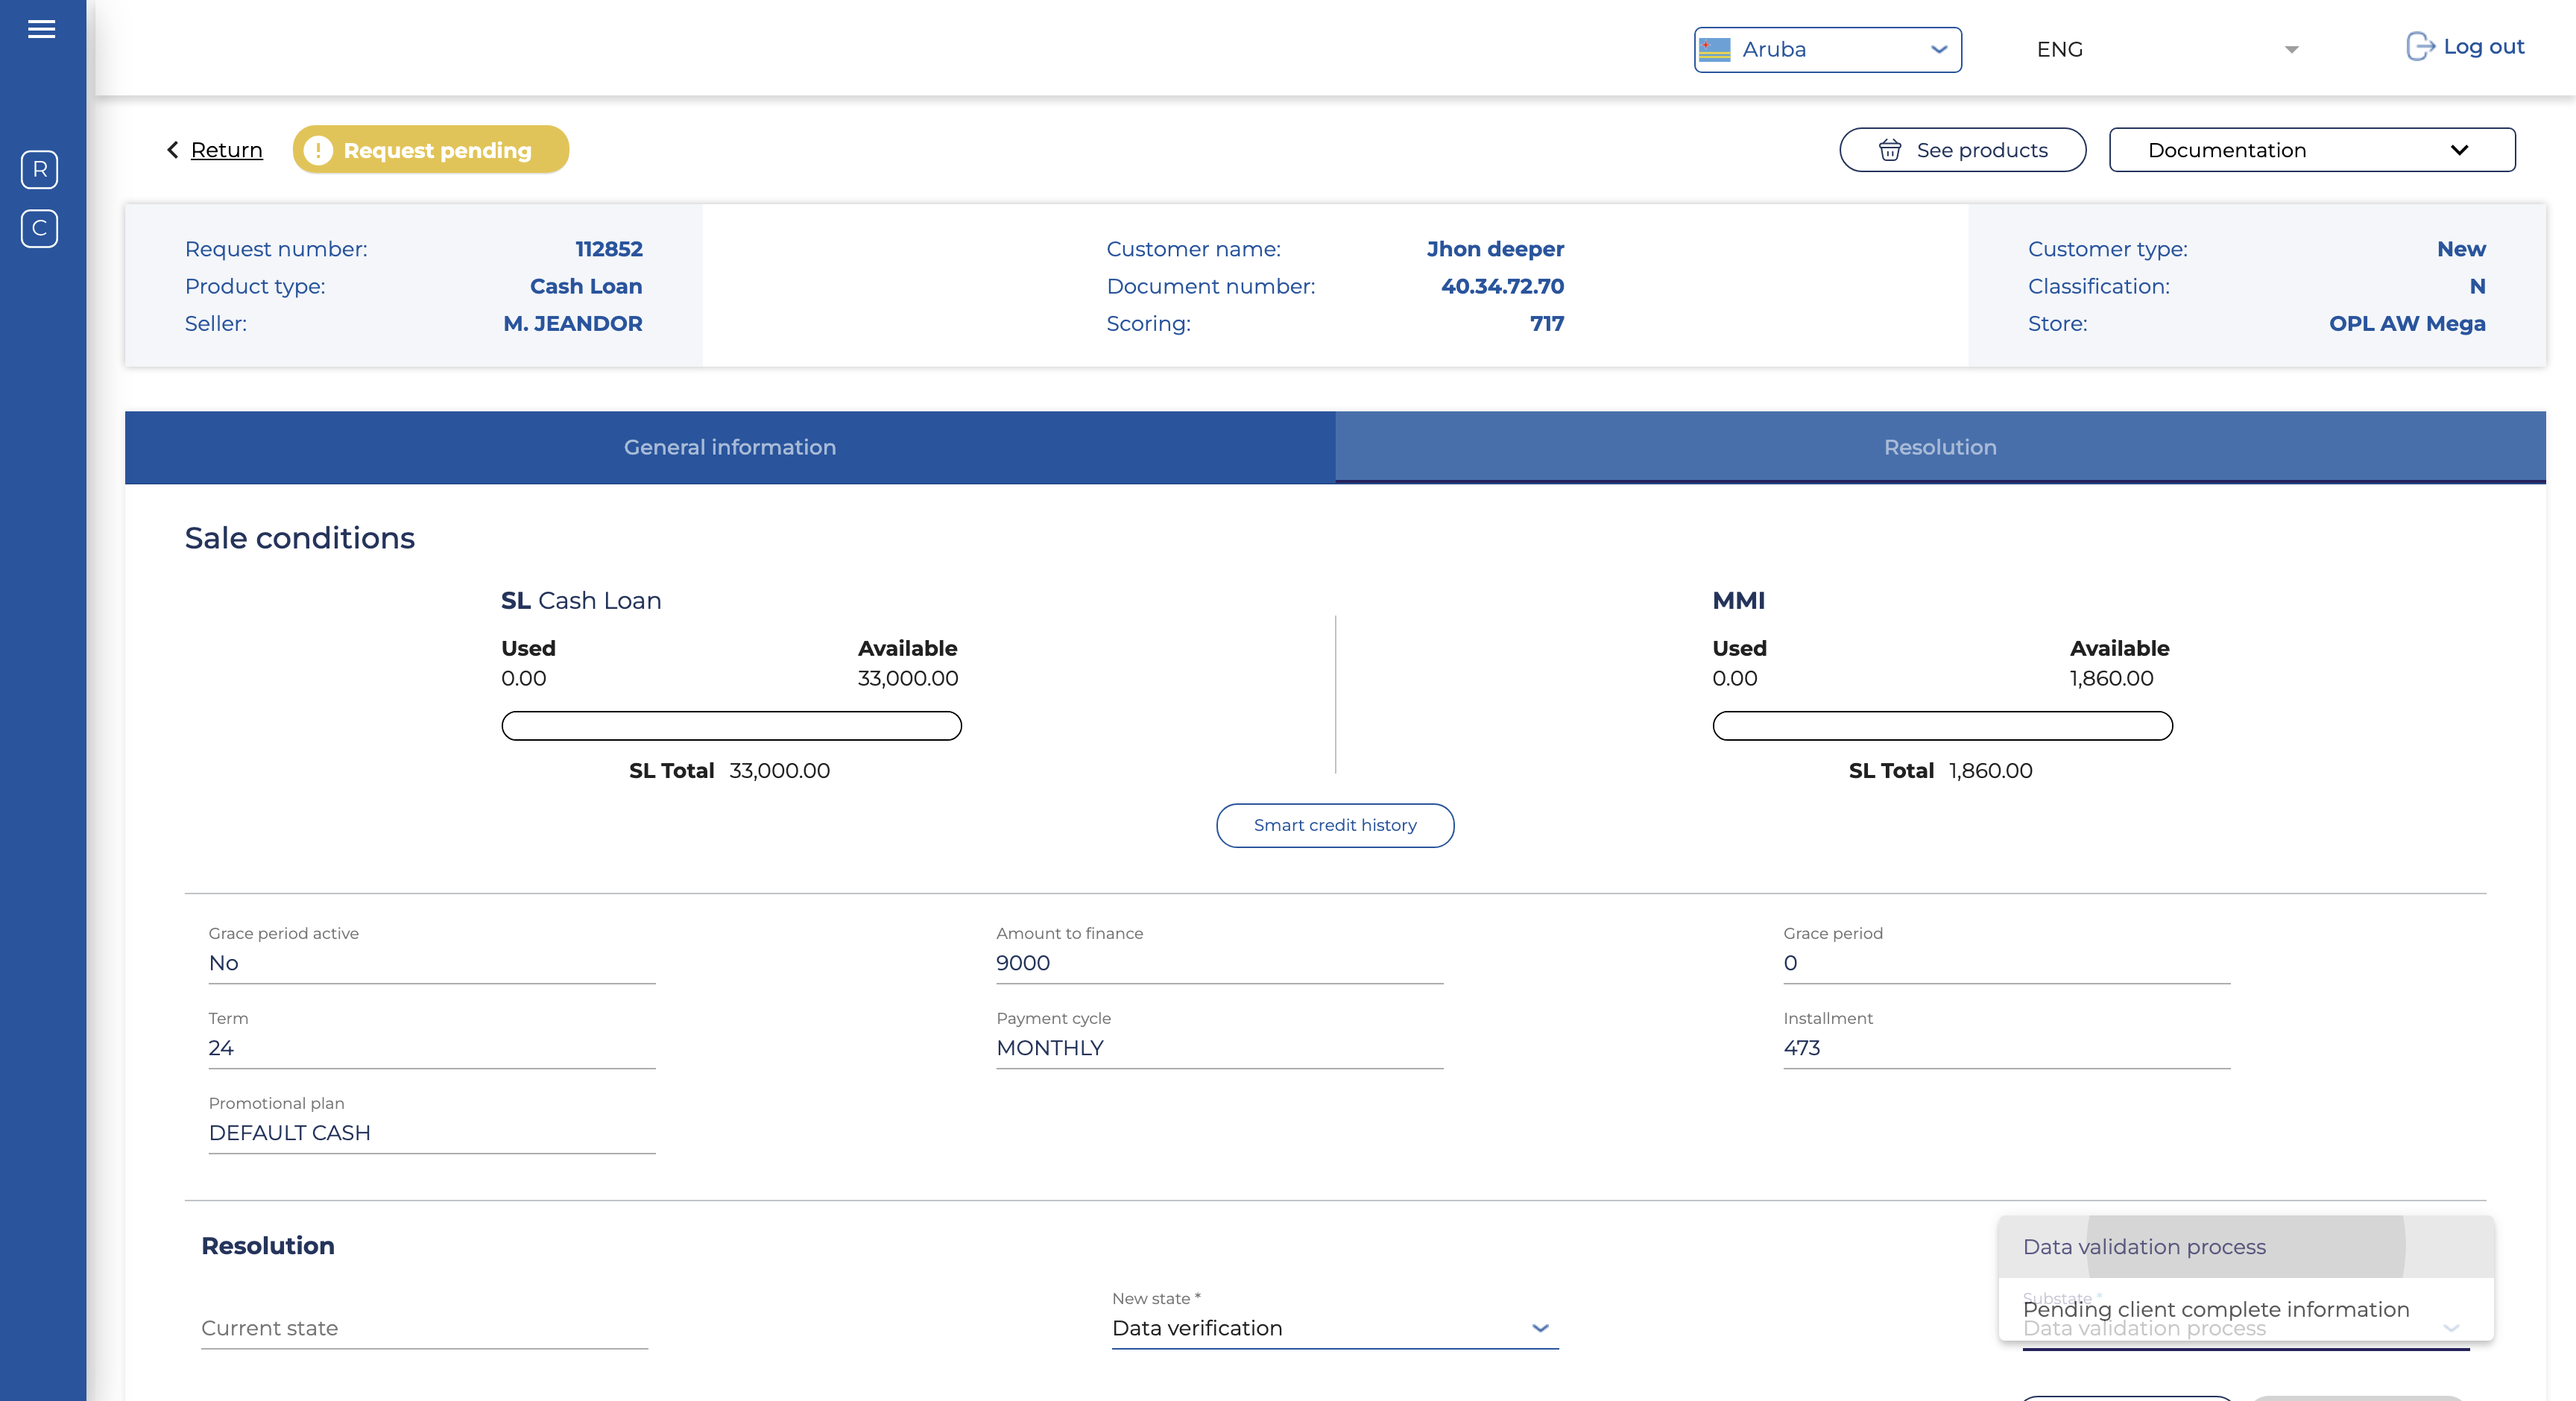 Aruba
ENG
Log out
R
C
Return
Request pending
See products
Documentation
Request number: 112852
Product type: Cash Loan
Seller: M. JEANDOR
Customer name: Jhon deeper
Document number: 40.34.72.70
Scoring: 717
Customer type: New
Classification: N
Store: OPL AW Mega
General information
Resolution
Sale conditions
SL Cash Loan
Used Available
0.00 33,000.00
SL Total 33,000.00
MMI
Used Available
0.00 1,860.00
SL Total 1,860.00
Smart credit history
Grace period active
No
Amount to finance
9000
Grace period
0
Term
24
Payment cycle
MONTHLY
Installment
473
Promotional plan
DEFAULT CASH
Resolution
Current state
New state *
Data verification
Data validation process
Substate *
Pending client complete information
Data validation process